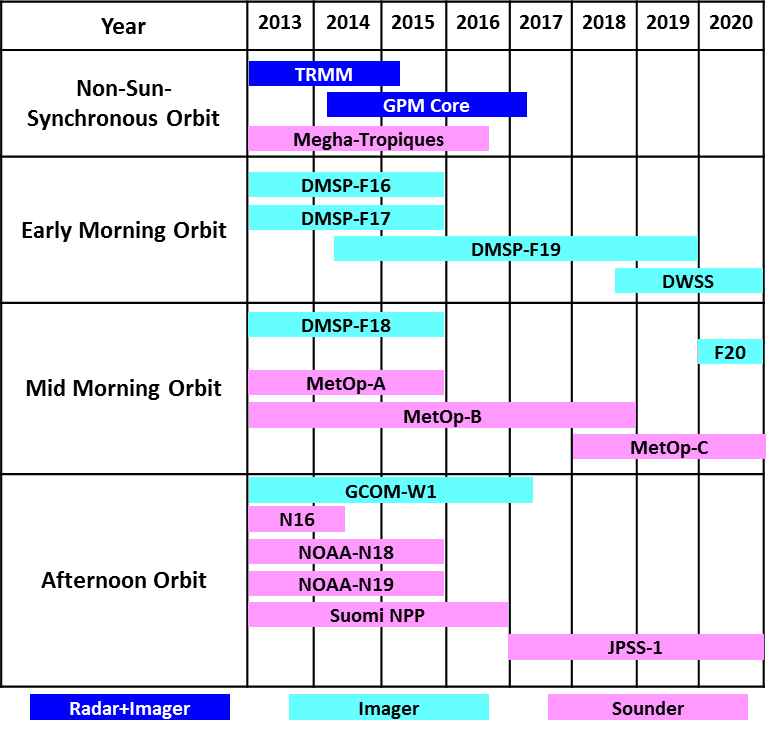 Year 2013 2014 2015 2016 2017 2018 2019 2020
Non-Sun-
Synchronous Orbit
TRMM
GPM Core
Megha-Tropiques
Early Morning Orbit
DMSP-F16
DMSP-F17
DMSP-F19
DWSS
Mid Morning Orbit
DMSP-F18
F20
MetOp-A
MetOp-B
MetOp-C
Afternoon Orbit
GCOM-W1
N16
NOAA-N18
NOAA-N19
Suomi NPP
JPSS-1
Radar+Imager Imager Sounder